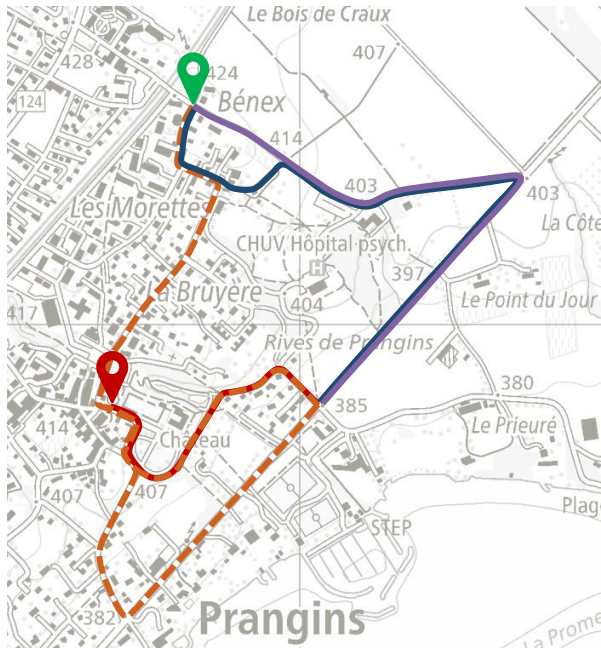 Le Bois de Craux
407
428
424
124
Bénex
414
403
403
Les Morette
La Côte
CHUV, Hôpital psych.
H
397
La Bruyère
404
Le Point du Jour
417
Rives de Prangins
380
385
414
Château
Le Prieuré
407
407
Plag
STEP
382
Prangins
La Prome